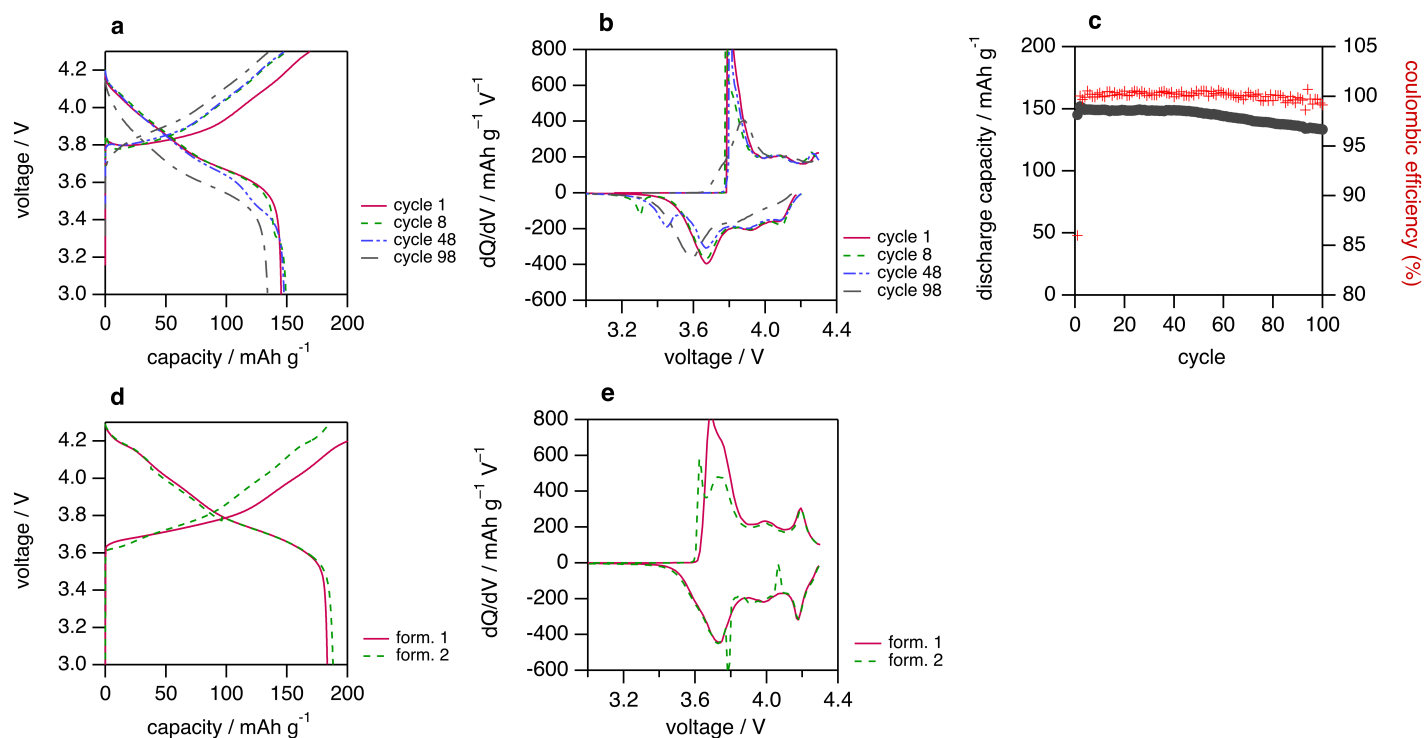 a
voltage / V
4.2
4.0
3.8
3.6
3.4
3.2
3.0
0
50
100
150
200
capacity / mAh g⁻¹
cycle 1
cycle 8
cycle 48
cycle 98
b
dQ/dV / mAh g⁻¹ V⁻¹
800
600
400
200
0
-200
-400
-600
3.2
3.6
4.0
4.4
voltage / V
cycle 1
cycle 8
cycle 48
cycle 98
c
discharge capacity / mAh g⁻¹
200
150
100
50
0
105
100
95
90
85
80
coulombic efficiency (%)
0
20
40
60
80
100
cycle
d
voltage / V
4.2
4.0
3.8
3.6
3.4
3.2
3.0
0
50
100
150
200
capacity / mAh g⁻¹
form. 1
form. 2
e
dQ/dV / mAh g⁻¹ V⁻¹
800
600
400
200
0
-200
-400
-600
3.2
3.6
4.0
4.4
voltage / V
form. 1
form. 2